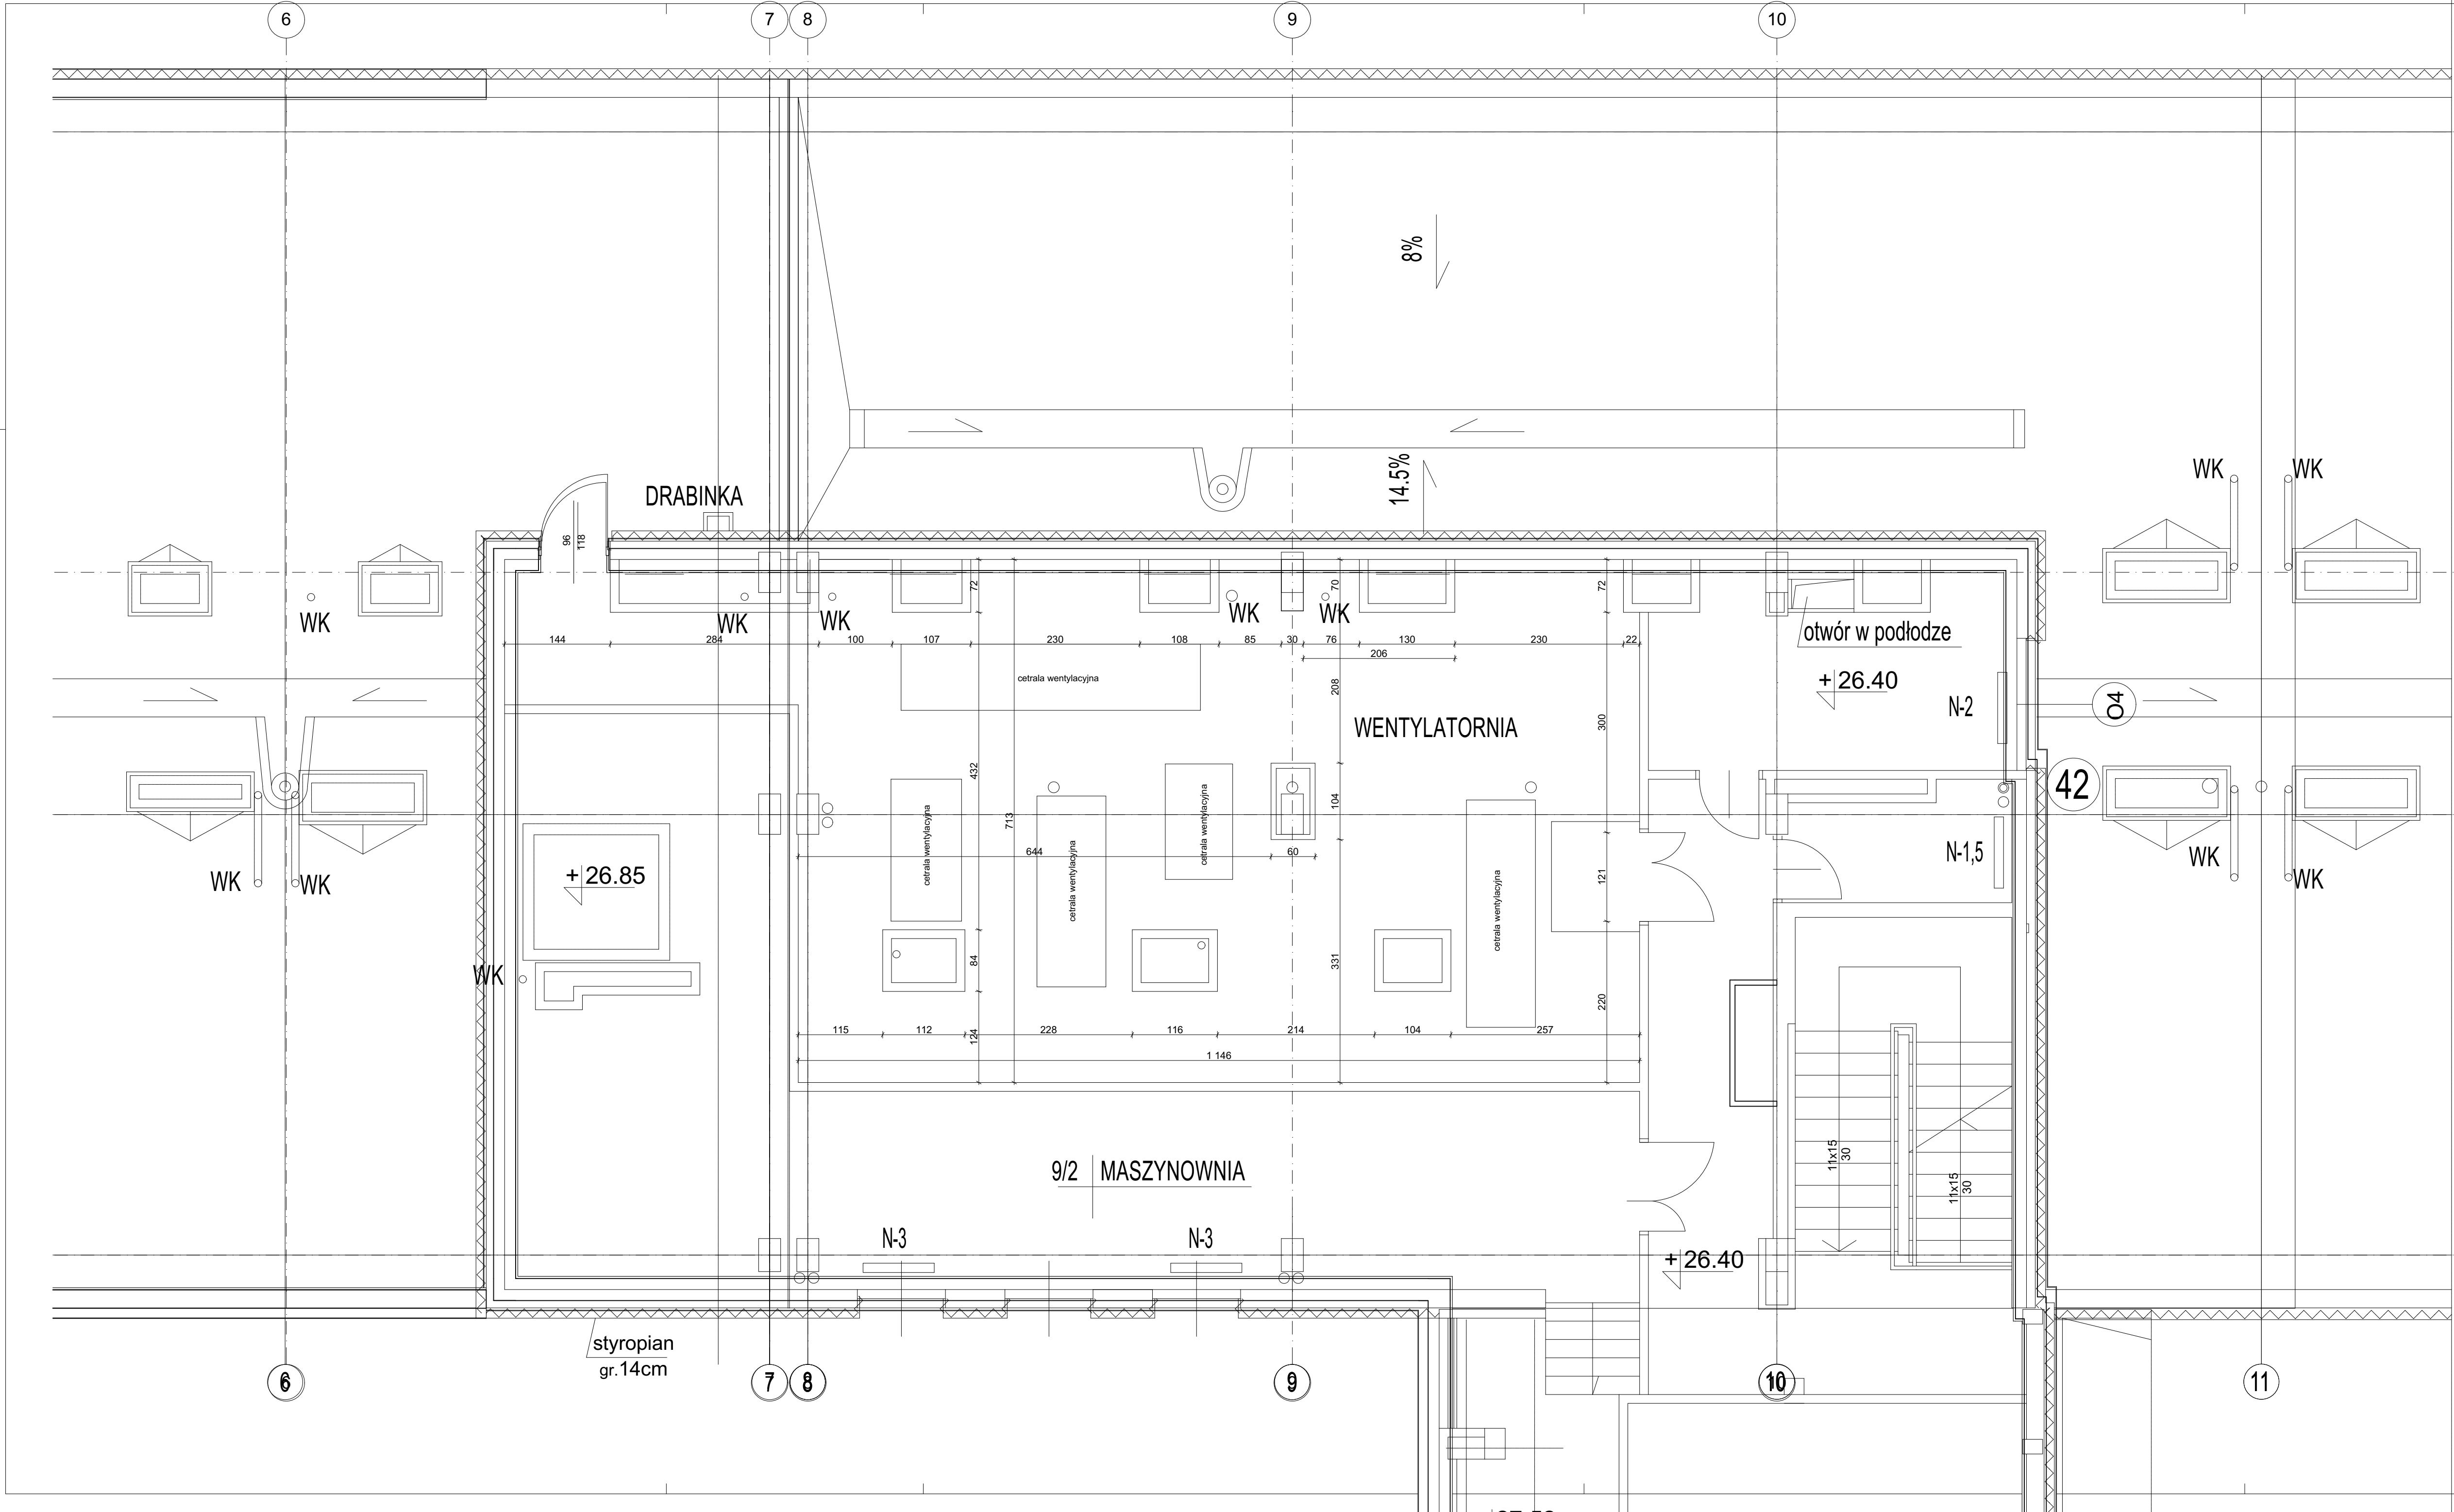 6 7 8 9 10
8%
14.5%
DRABINKA
WK WK
96
118
WK WK WK WK WK
72 70 72
144 284 100 107 230 108 85 30 76 130 230 22
206
otwór w podłodze
cetrala wentylacyjna
208
+ 26.40
N-2
O4
WENTYLATORNIA
300
432
42
104
713
cetrala wentylacyjna
cetrala wentylacyjna
cetrala wentylacyjna
cetrala wentylacyjna
644 60
N-1,5
WK WK
+ 26.85
121
WK WK
WK
84
331
220
115 112 228 116 214 104 257
124
1 146
11x15
30
11x15
30
9/2 MASZYNOWNIA
N-3 N-3
+ 26.40
styropian
gr.14cm
6 7 8 9 10 11